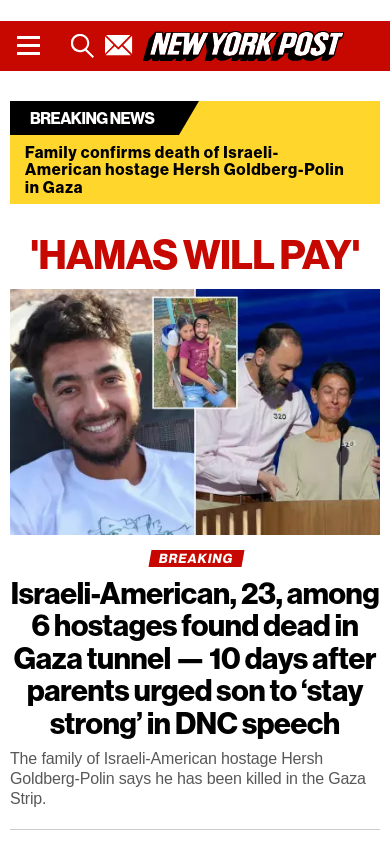 NEW YORK POST
BREAKING NEWS
Family confirms death of Israeli-
American hostage Hersh Goldberg-Polin
in Gaza
'HAMAS WILL PAY'
320
320
BREAKING
Israeli-American, 23, among
6 hostages found dead in
Gaza tunnel — 10 days after
parents urged son to ‘stay
strong’ in DNC speech
The family of Israeli-American hostage Hersh
Goldberg-Polin says he has been killed in the Gaza
Strip.